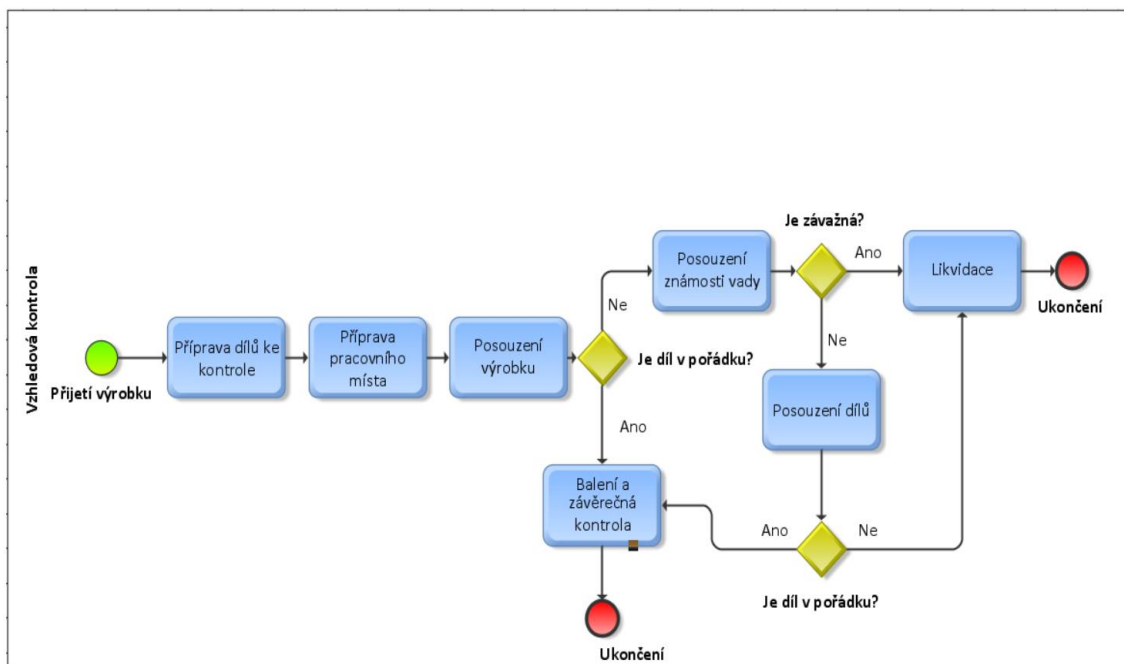 Vzhledová kontrola
Přijetí výrobku
Příprava dílů ke
kontrole
Příprava
pracovního
místa
Posouzení
výrobku
Je díl v pořádku?
Ne
Ano
Posouzení
známosti vady
Je závažná?
Ano
Ne
Likvidace
Ukončení
Posouzení dílů
Je díl v pořádku?
Ano
Ne
Balení a
závěrečná
kontrola
Ukončení